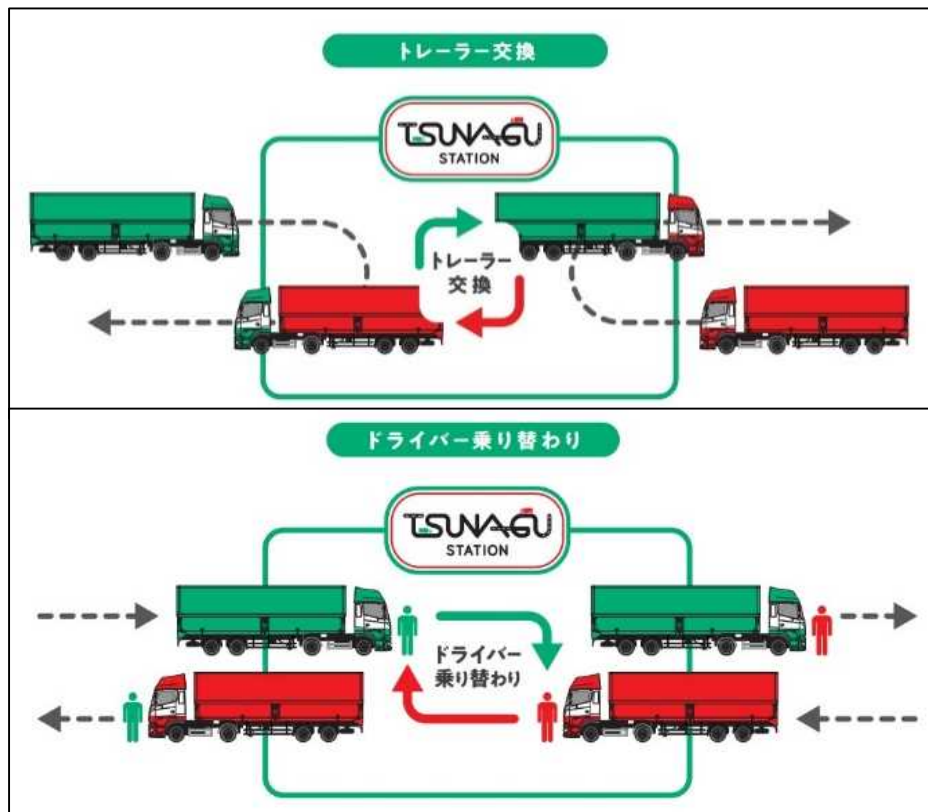 トレーラー交換
TSUNAGU
STATION
トレーラー
交換
ドライバー乗り替わり
TSUNAGU
STATION
ドライバー
乗り替わり